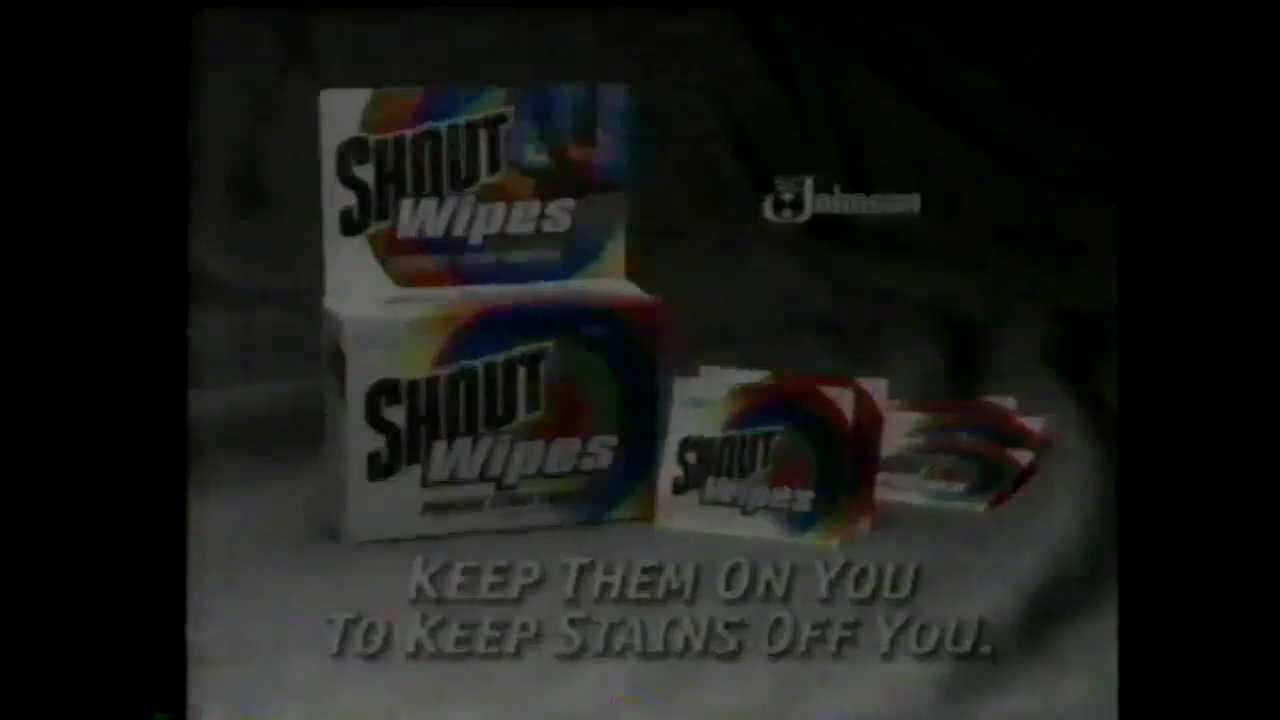 SHOUT
Wipes
Johnson
SHOUT
Wipes
SHOUT
Wipes
KEEP THEM ON YOU
TO KEEP STAINS OFF YOU.